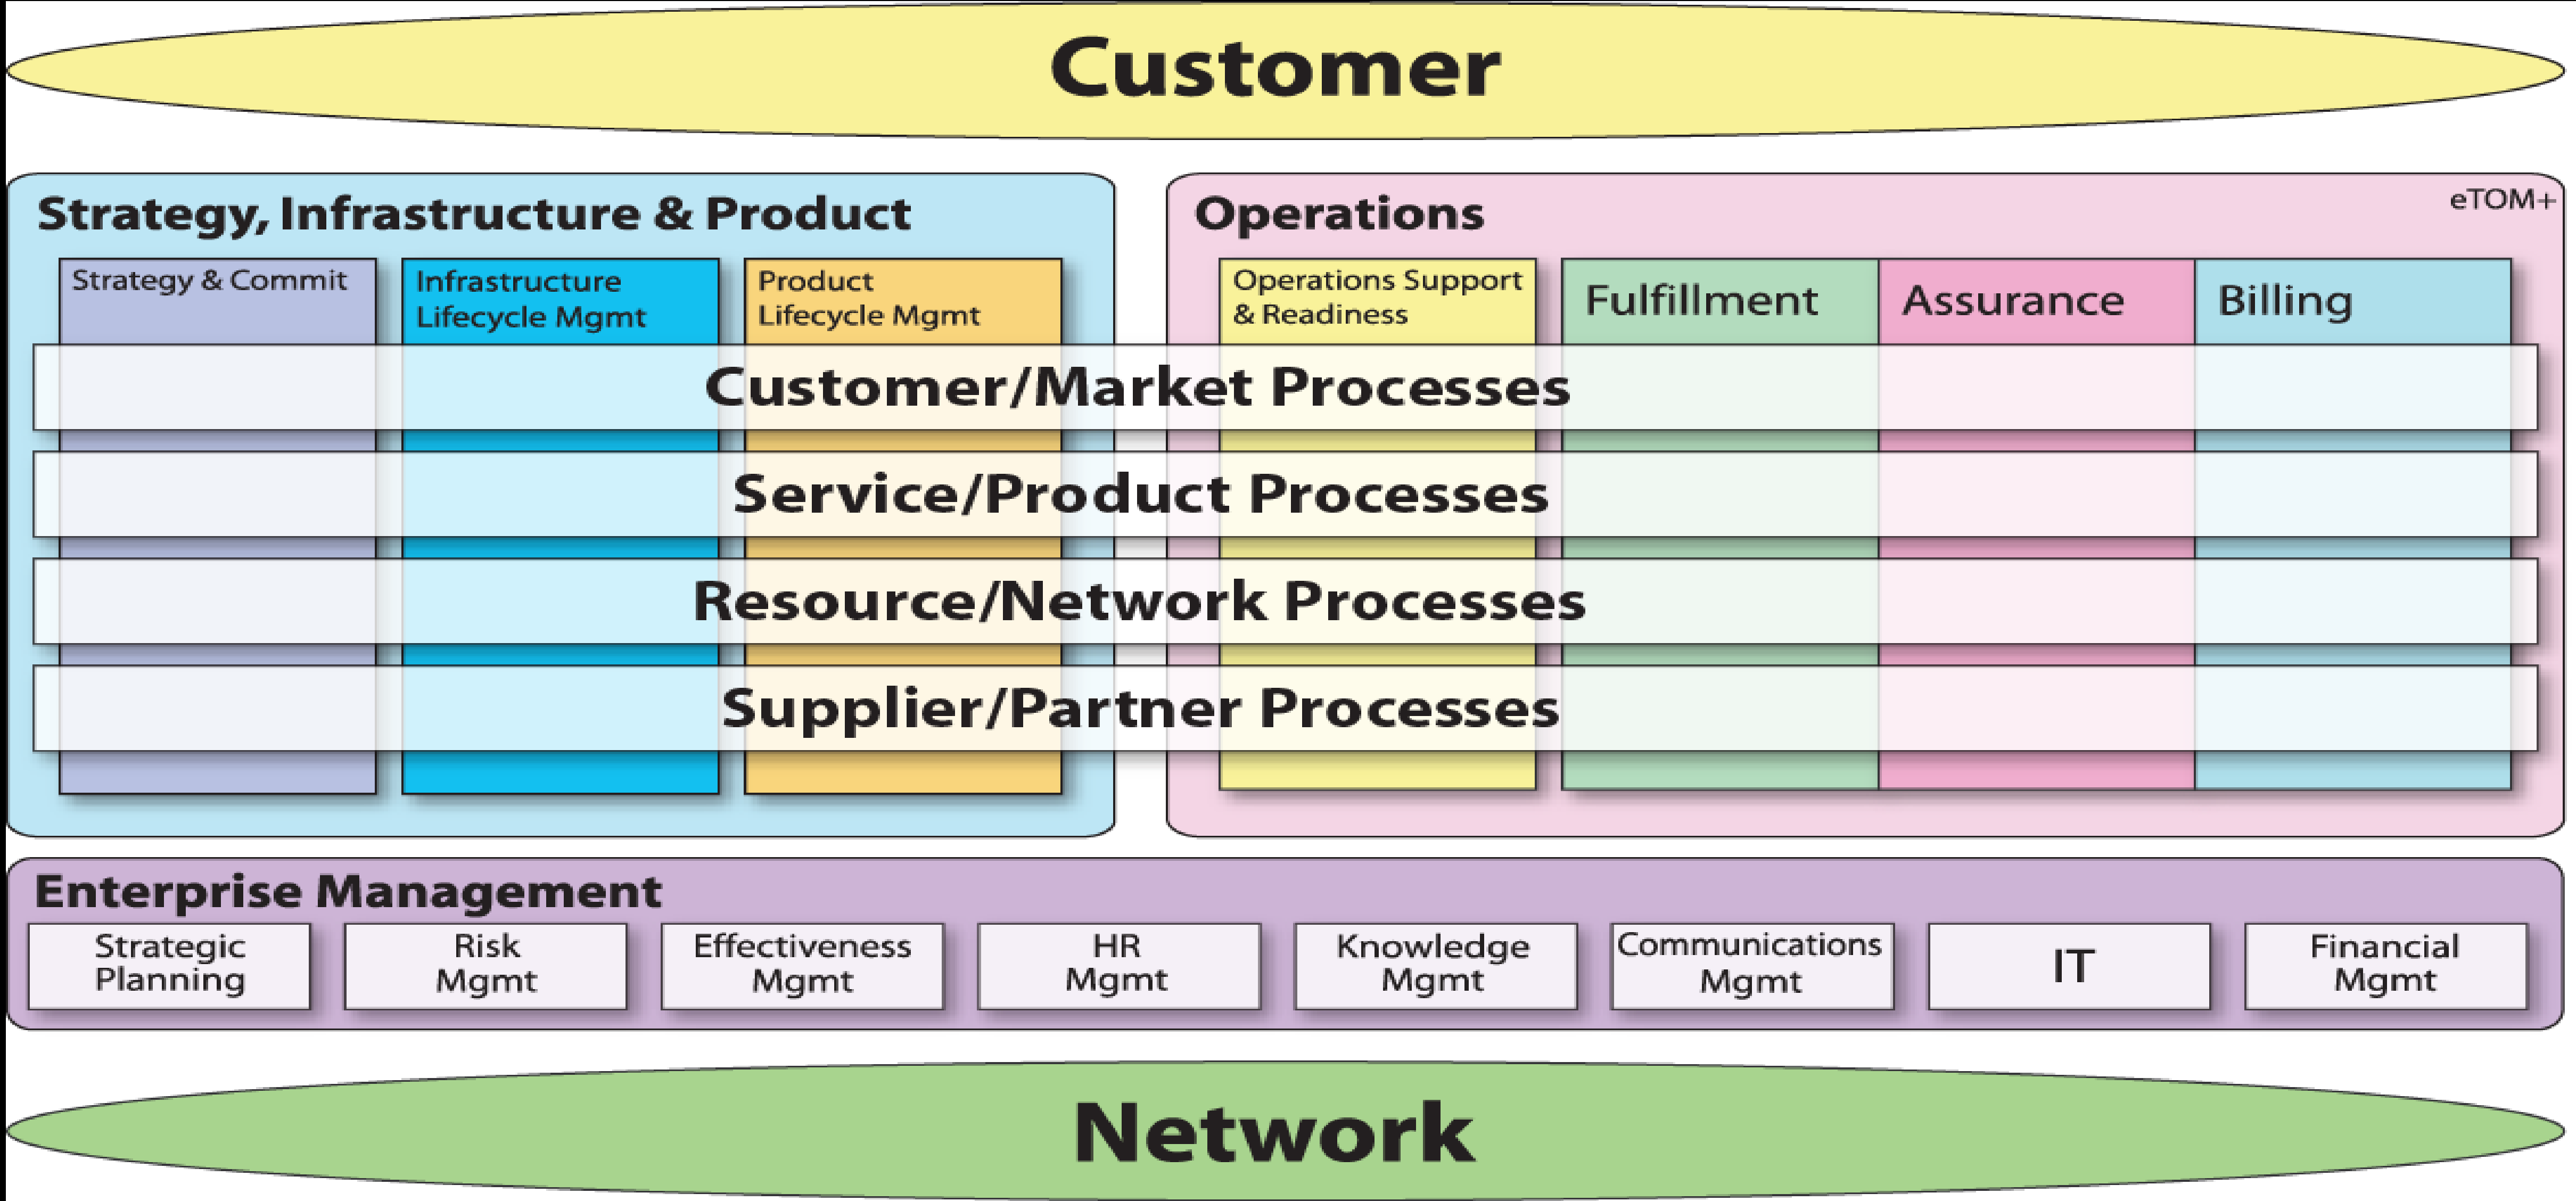 Customer
Strategy, Infrastructure & Product
Strategy & Commit
Infrastructure
Lifecycle Mgmt
Product
Lifecycle Mgmt
Operations
eTOM+
Operations Support
& Readiness
Fulfillment
Assurance
Billing
Customer/Market Processes
Service/Product Processes
Resource/Network Processes
Supplier/Partner Processes
Enterprise Management
Strategic
Planning
Risk
Mgmt
Effectiveness
Mgmt
HR
Mgmt
Knowledge
Mgmt
Communications
Mgmt
IT
Financial
Mgmt
Network